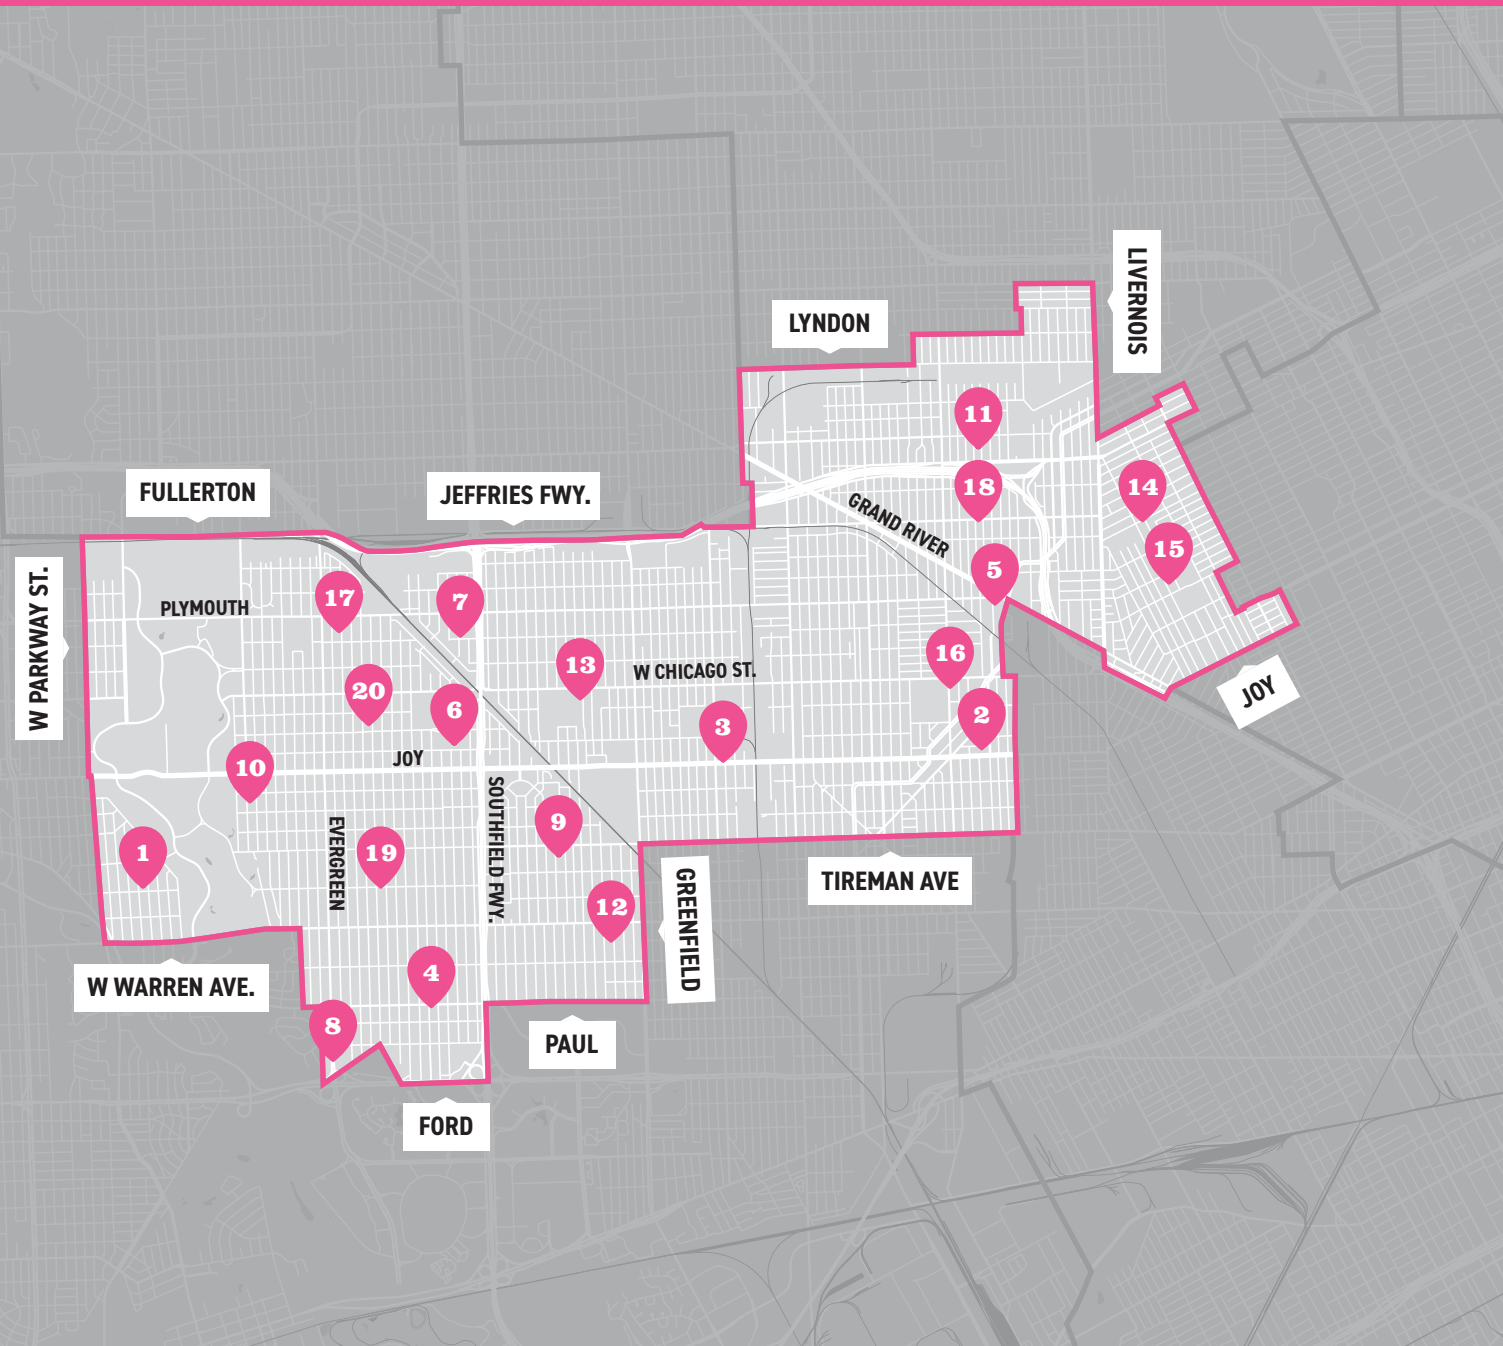 LIVERNOIS
LYNDON
11
FULLERTON
JEFFRIES FWY.
18
14
GRAND RIVER
15
5
W PARKWAY ST.
PLYMOUTH
17
7
16
13
W CHICAGO ST.
20
6
3
2
JOY
JOY
10
SOUTHFIELD FWY.
9
EVERGREEN
1
19
TIREMAN AVE
12
GREENFIELD
4
W WARREN AVE.
8
PAUL
FORD